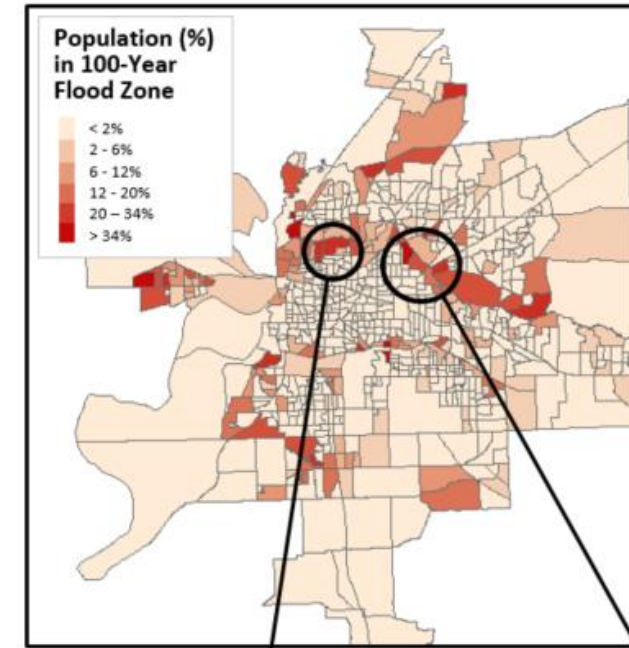 Population (%)
in 100-Year
Flood Zone
< 2%
2 - 6%
6 - 12%
12 - 20%
20 – 34%
> 34%